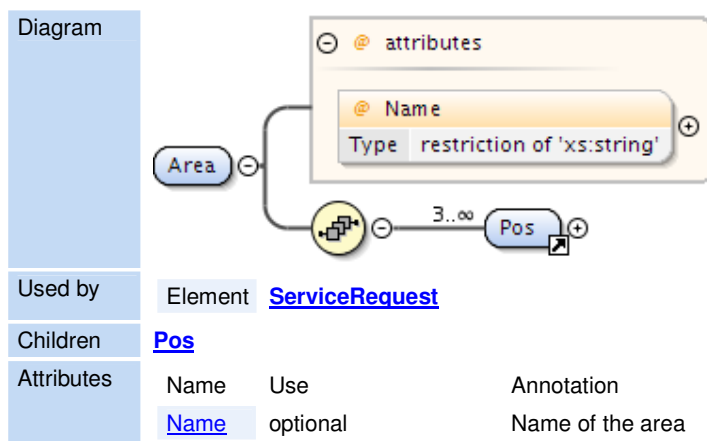 Diagram
@ attributes
@ Name
Type restriction of 'xs:string'
Area
3..∞ Pos
Used by Element ServiceRequest
Children Pos
Attributes Name Use Annotation
Name optional Name of the area